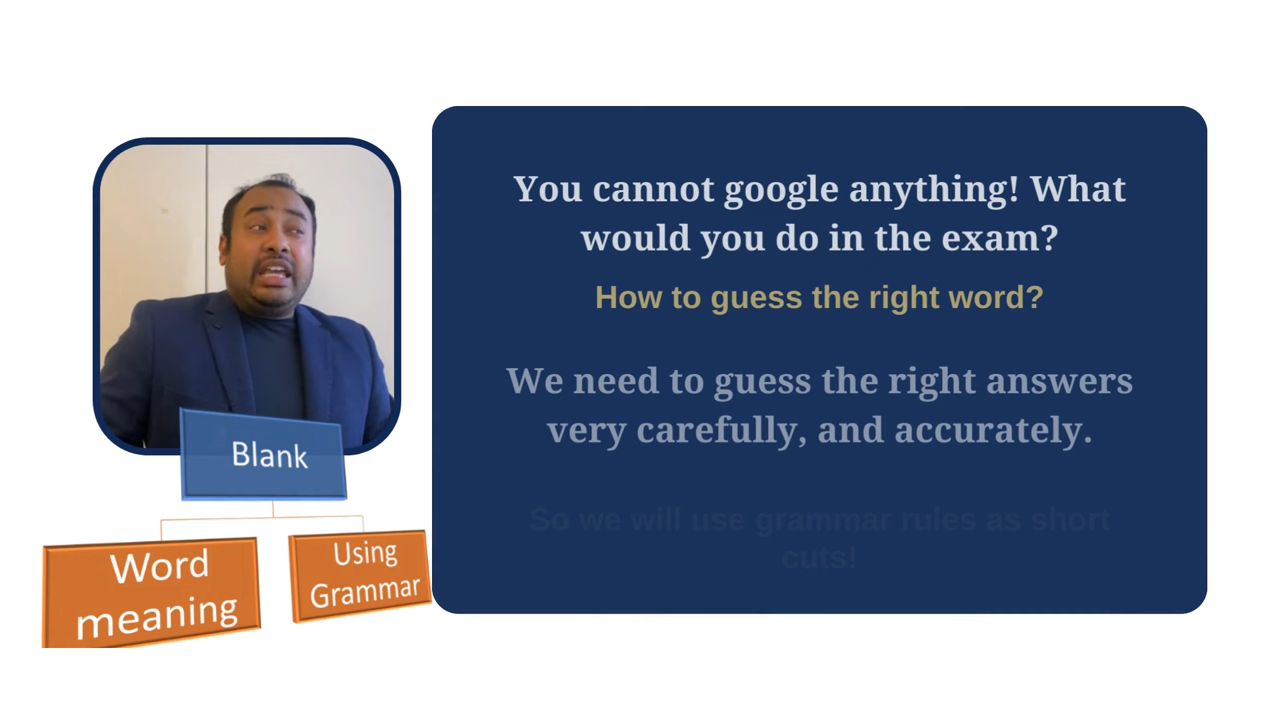 You cannot google anything! What
would you do in the exam?
How to guess the right word?
We need to guess the right answers
very carefully, and accurately.
So we will use grammar rules as short
cuts!
Blank
Word
meaning
Using
Grammar